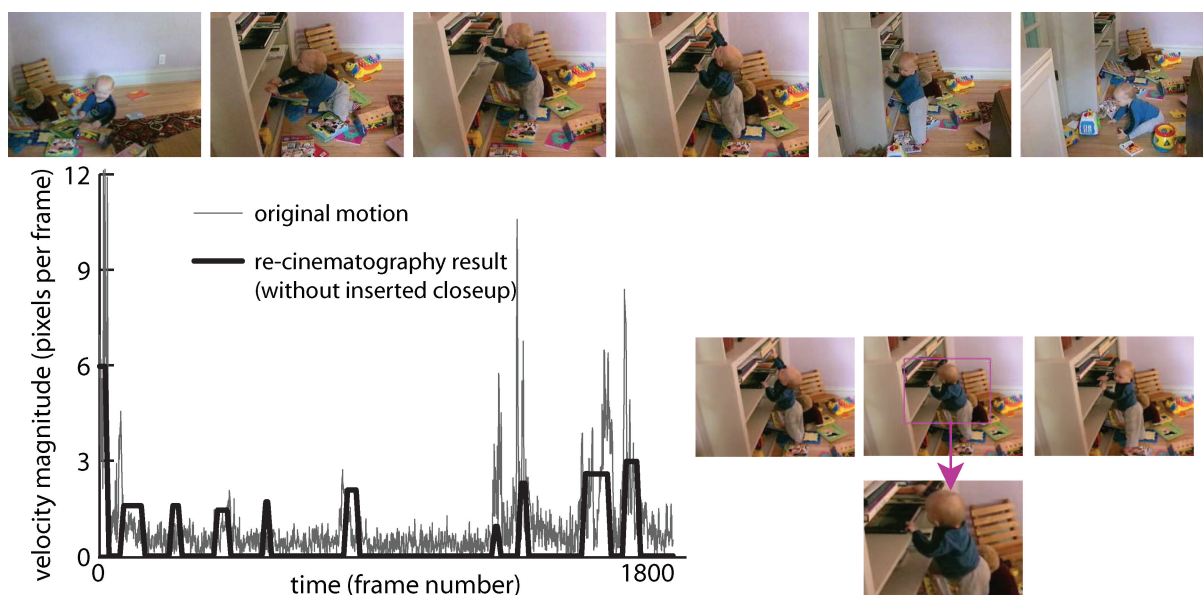 12
9
6
3
0
velocity magnitude (pixels per frame)
original motion
re-cinematography result
(without inserted closeup)
0
time (frame number)
1800